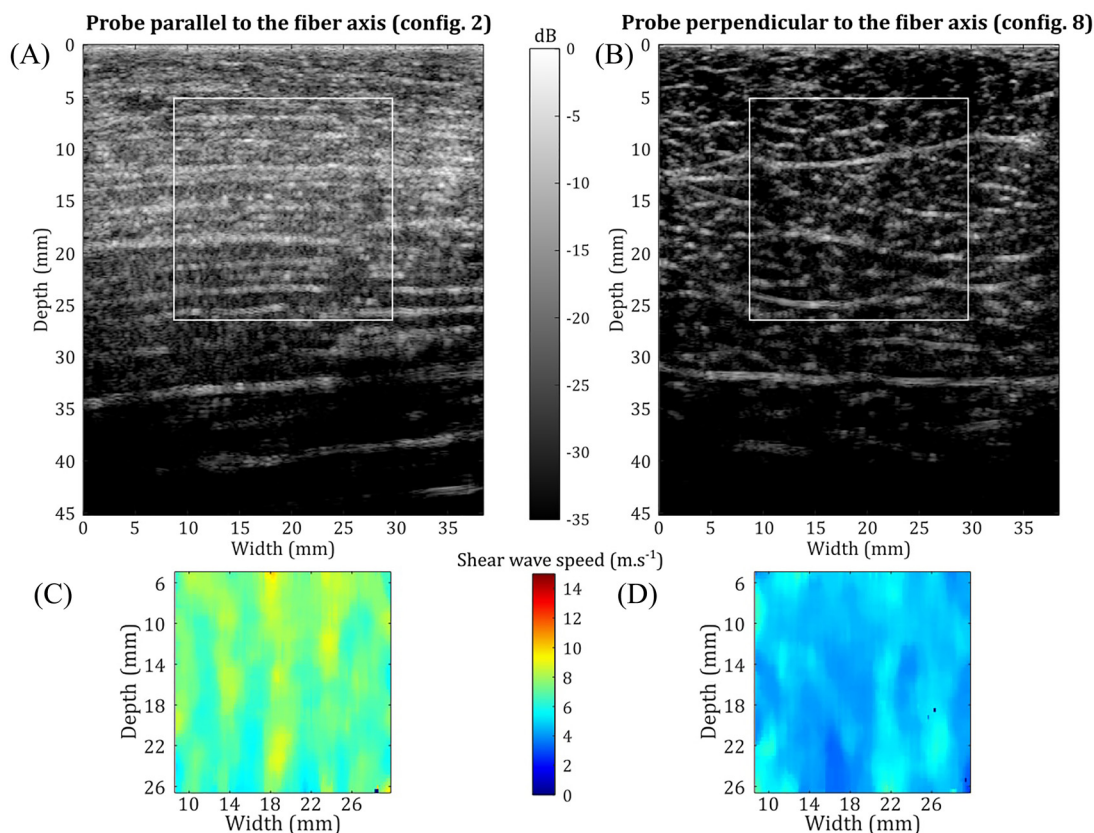 Probe parallel to the fiber axis (config. 2)
Probe perpendicular to the fiber axis (config. 8)
(A)
0
5
10
15
20
25
30
35
40
45
Depth (mm)
0 5 10 15 20 25 30 35
Width (mm)
dB
0
-5
-10
-15
-20
-25
-30
-35
(B)
0
5
10
15
20
25
30
35
40
45
Depth (mm)
0 5 10 15 20 25 30 35
Width (mm)
Shear wave speed (m.s⁻¹)
(C)
6
10
14
18
22
26
Depth (mm)
10 14 18 22 26
Width (mm)
14
12
10
8
6
4
2
0
(D)
6
10
14
18
22
26
Depth (mm)
10 14 18 22 26
Width (mm)